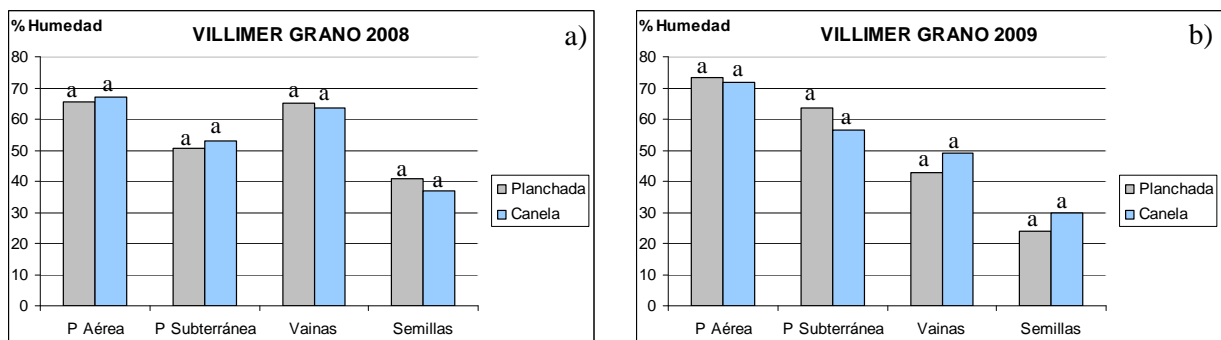 % Humedad
VILLIMER GRANO 2008
a)
80
70
60
50
40
30
20
10
0
a a
a a
a a
a a
P Aérea P Subterránea Vainas Semillas
Planchada
Canela
% Humedad
VILLIMER GRANO 2009
b)
80
70
60
50
40
30
20
10
0
a a
a a
a a
a a
P Aérea P Subterránea Vainas Semillas
Planchada
Canela